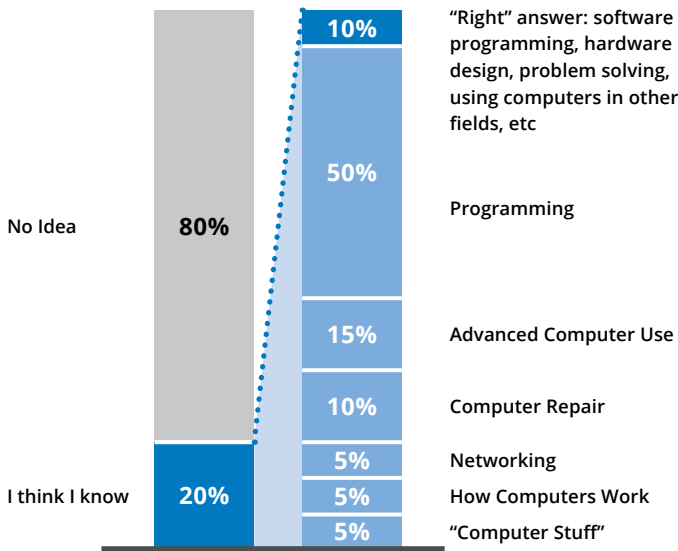 10%
“Right” answer: software
programming, hardware
design, problem solving,
using computers in other
fields, etc
50%
Programming
No Idea
80%
15%
Advanced Computer Use
10%
Computer Repair
5%
Networking
I think I know
20%
5%
How Computers Work
5%
“Computer Stuff”